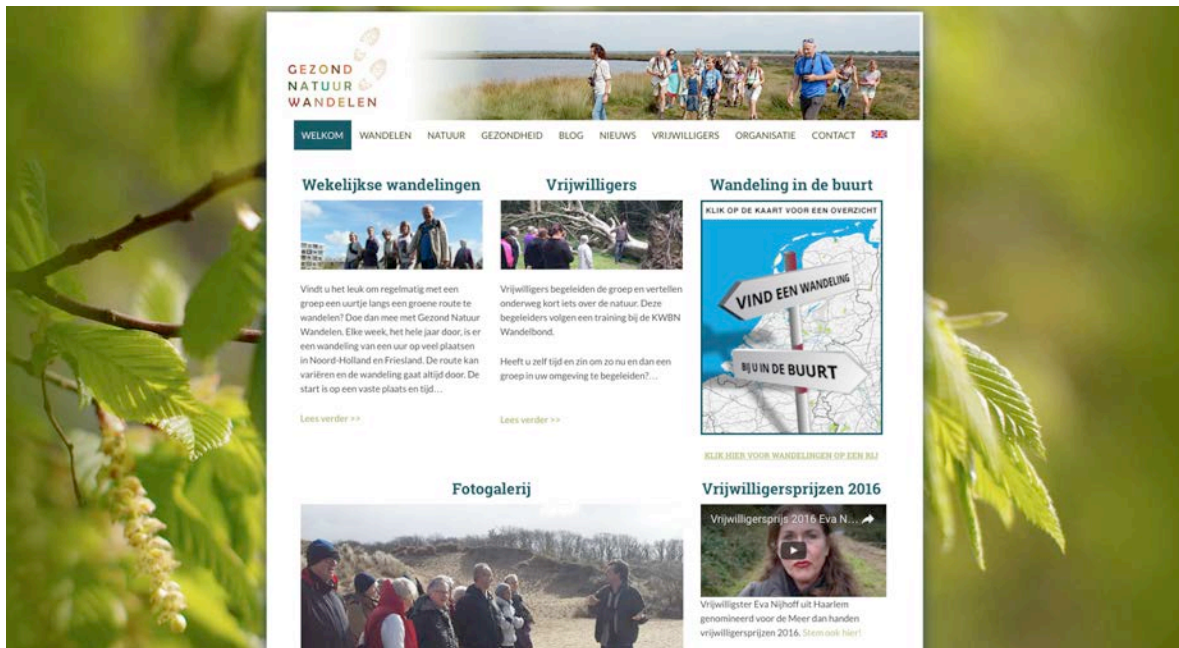 GEZOND
NATUUR
WANDELEN
WELKOM WANDELEN NATUUR GEZONDHEID BLOG NIEUWS VRIJWILLIGERS ORGANISATIE CONTACT
Wekelijkse wandelingen
Vindt u het leuk om regelmatig met een
groep een uurtje langs een groene route te
wandelen? Doe dan mee met Gezond Natuur
Wandelen. Elke week, het hele jaar door, is er
een wandeling van een uur op veel plaatsen
in Noord-Holland en Friesland. De route kan
variëren en de wandeling gaat altijd door. De
start is op een vaste plaats en tijd…
Lees verder >>
Vrijwilligers
Vrijwilligers begeleiden de groep en vertellen
onderweg kort iets over de natuur. Deze
begeleiders volgen een training bij de KWBN
Wandelbond.
Heeft u zelf tijd en zin om zo nu en dan een
groep in uw omgeving te begeleiden?…
Lees verder >>
Wandeling in de buurt
KLIK OP DE KAART VOOR EEN OVERZICHT
VIND EEN WANDELING
BIJ U IN DE BUURT
KLIK HIER VOOR WANDELINGEN OP EEN RIJ
Fotogalerij
Vrijwilligersprijzen 2016
Vrijwilligersprijs 2016 Eva N…
Vrijwilligster Eva Nijhoff uit Haarlem
genomineerd voor de Meer dan handen
vrijwilligersprijzen 2016. Stem ook hier!